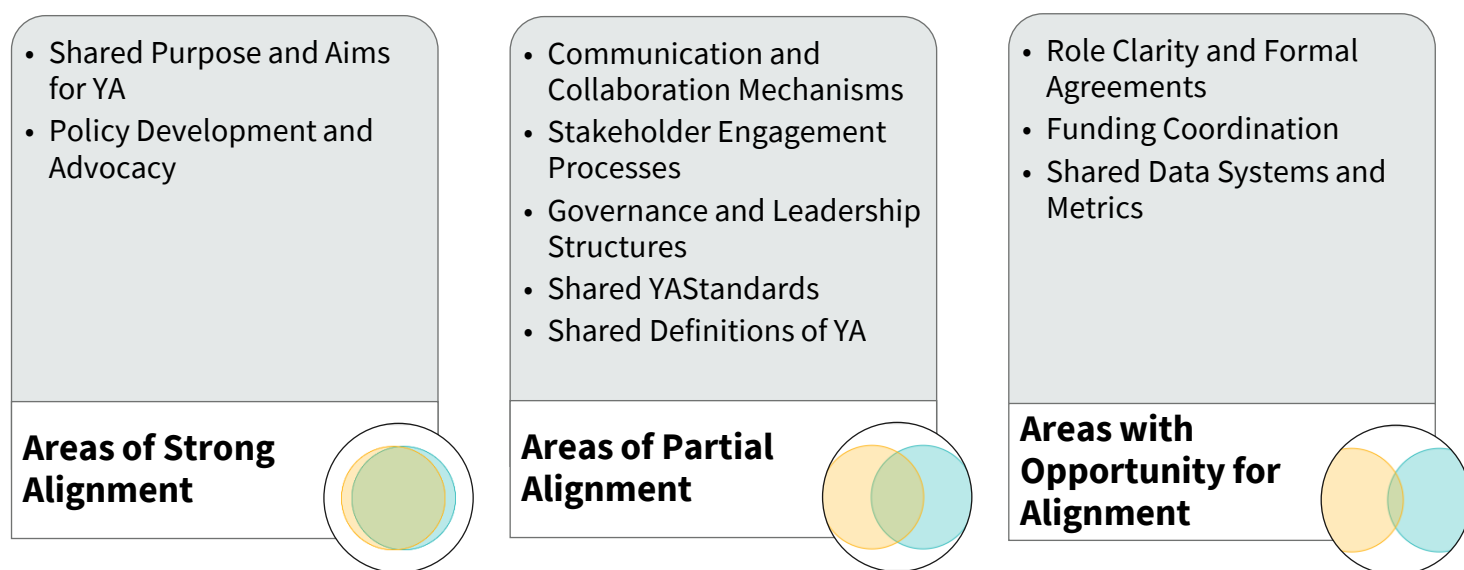 • Shared Purpose and Aims
for YA
• Policy Development and
Advocacy
Areas of Strong
Alignment
• Communication and
Collaboration Mechanisms
• Stakeholder Engagement
Processes
• Governance and Leadership
Structures
• Shared YAStandards
• Shared Definitions of YA
Areas of Partial
Alignment
• Role Clarity and Formal
Agreements
• Funding Coordination
• Shared Data Systems and
Metrics
Areas with
Opportunity for
Alignment